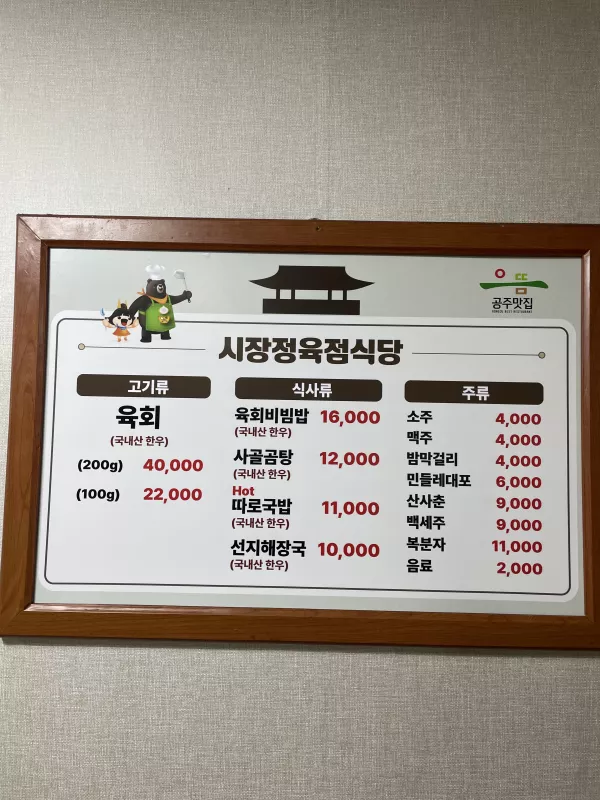 으뜸
공주맛집
GONGJU BEST RESTAURANT
시장정육점식당
고기류
육회
(국내산 한우)
(200g) 40,000
(100g) 22,000
식사류
육회비빔밥 16,000
(국내산 한우)
사골곰탕 12,000
(국내산 한우)
Hot
따로국밥 11,000
(국내산 한우)
선지해장국 10,000
(국내산 한우)
주류
소주 4,000
맥주 4,000
밤막걸리 4,000
민들레대포 6,000
산사춘 9,000
백세주 9,000
복분자 11,000
음료 2,000